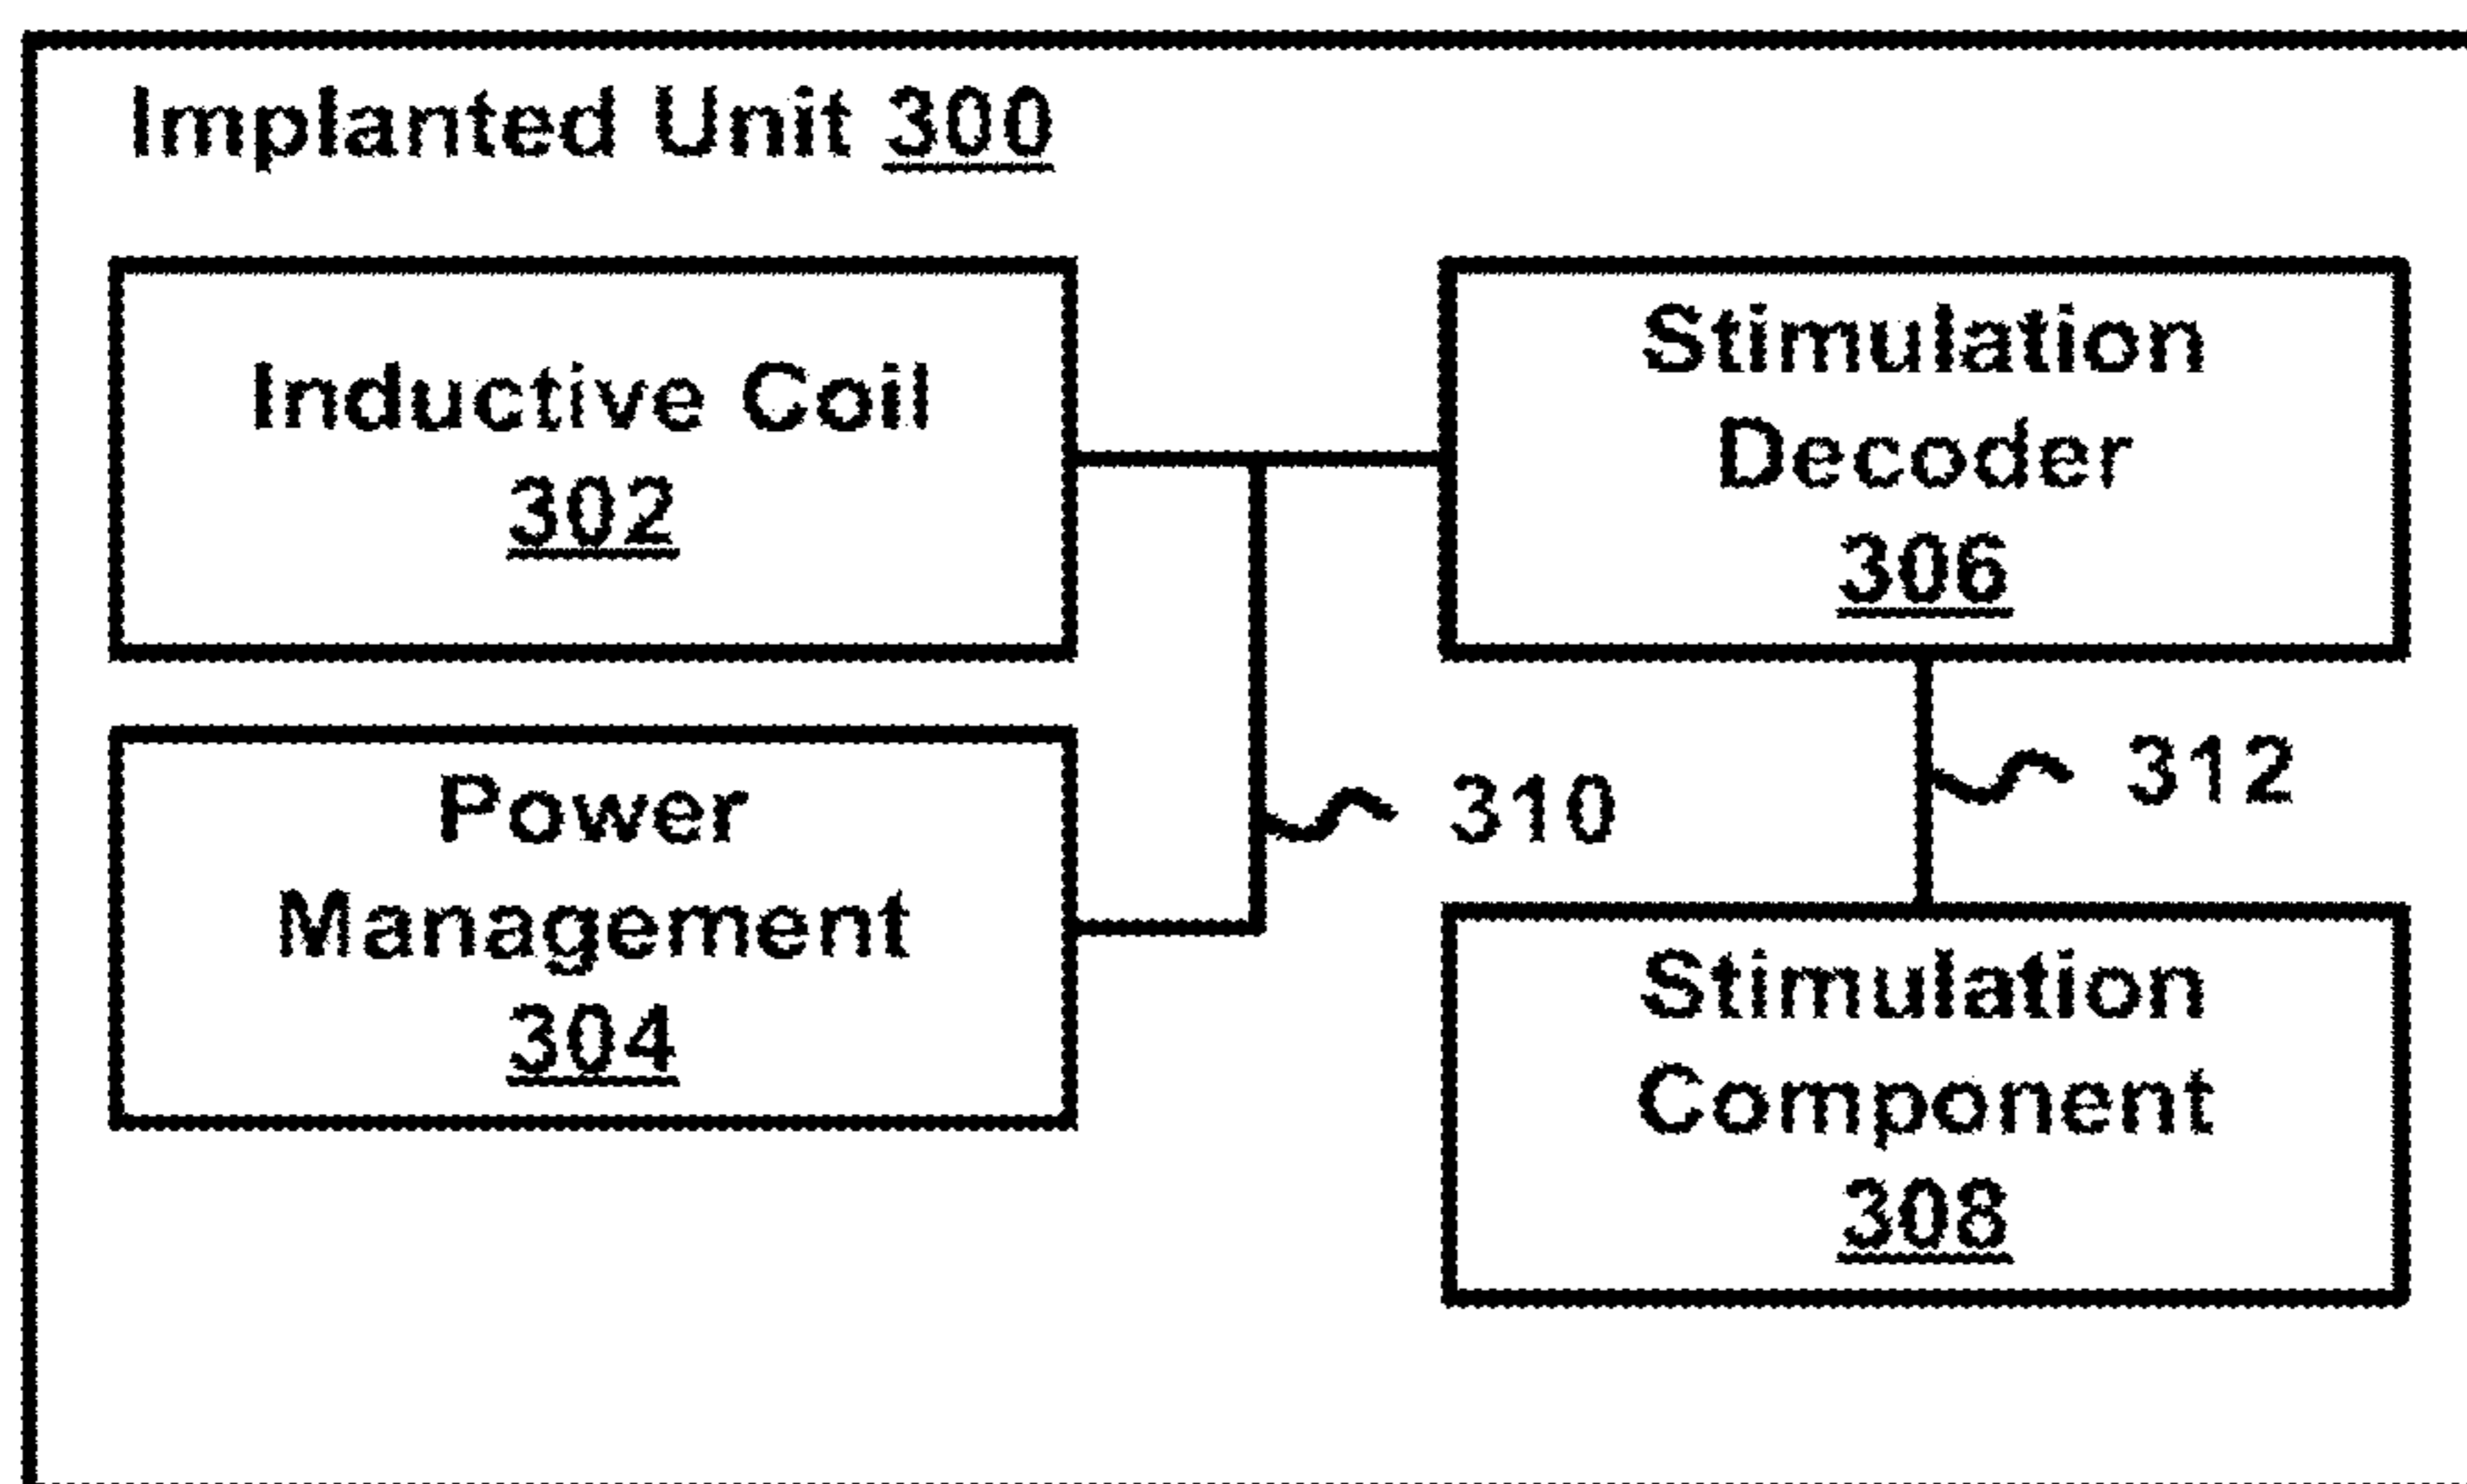 Implanted Unit 300
Inductive Coil
302
Stimulation
Decoder
306
Power
Management
304
310
312
Stimulation
Component
308